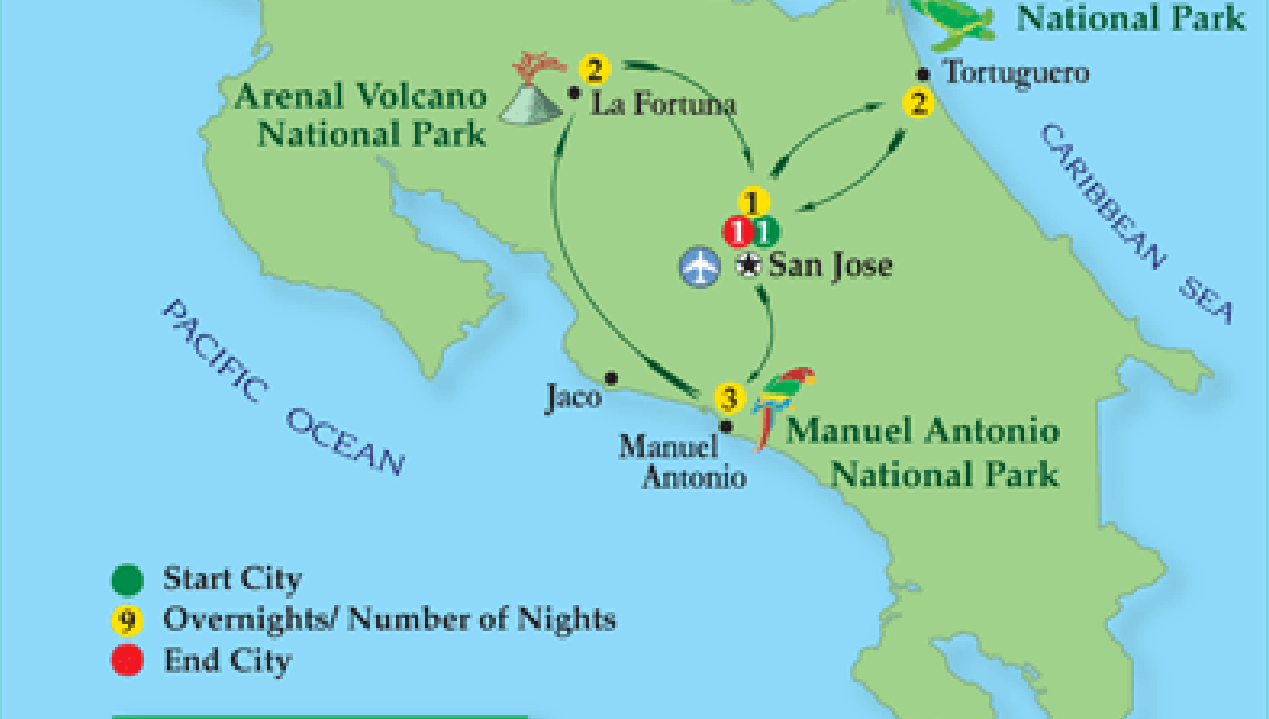 National Park
Tortuguero
2
2
La Fortuna
Arenal Volcano
National Park
CARIBBEAN SEA
1
1 1
San Jose
PACIFIC OCEAN
Jaco
3
Manuel
Antonio
Manuel Antonio
National Park
Start City
9 Overnights/ Number of Nights
End City